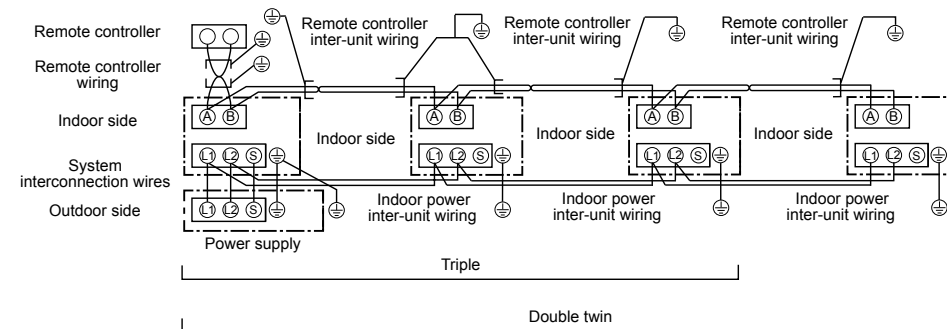 Remote controller
Remote controller
inter-unit wiring
Remote controller
inter-unit wiring
Remote controller
inter-unit wiring
Remote controller
wiring
Indoor side
A B
A B
A B
A B
Indoor side
Indoor side
Indoor side
System
interconnection wires
L1 L2 S
L1 L2 S
L1 L2 S
L1 L2 S
Outdoor side
L1 L2 S
Indoor power
inter-unit wiring
Indoor power
inter-unit wiring
Indoor power
inter-unit wiring
Power supply
Triple
Double twin